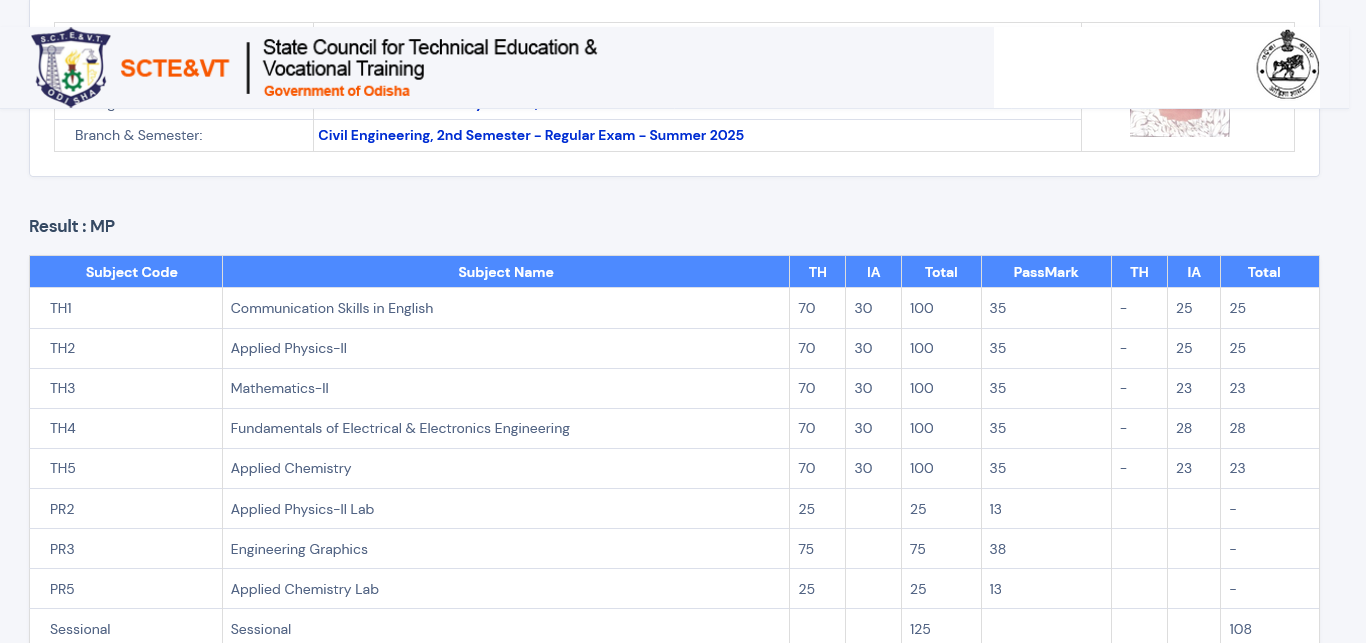 S.C.T.E.&V.T.
ODISHA
SCTE&VT
State Council for Technical Education &
Vocational Training
Government of Odisha
Branch & Semester: Civil Engineering, 2nd Semester - Regular Exam - Summer 2025
Result : MP
Subject Code Subject Name TH IA Total PassMark TH IA Total
TH1 Communication Skills in English 70 30 100 35 - 25 25
TH2 Applied Physics-II 70 30 100 35 - 25 25
TH3 Mathematics-II 70 30 100 35 - 23 23
TH4 Fundamentals of Electrical & Electronics Engineering 70 30 100 35 - 28 28
TH5 Applied Chemistry 70 30 100 35 - 23 23
PR2 Applied Physics-II Lab 25 25 13 -
PR3 Engineering Graphics 75 75 38 -
PR5 Applied Chemistry Lab 25 25 13 -
Sessional Sessional 125 108